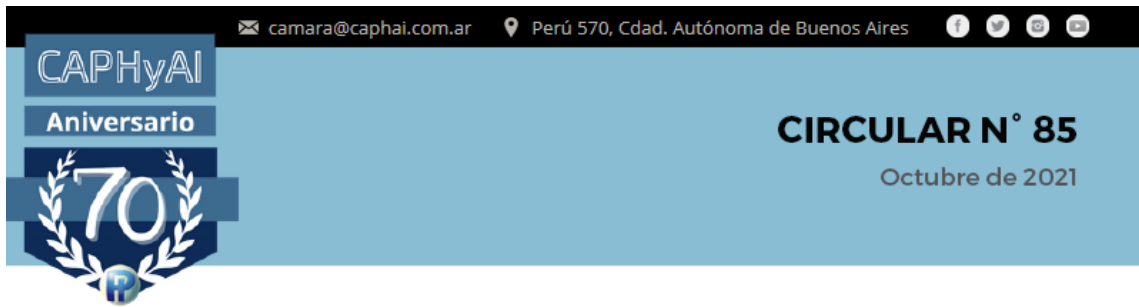 camara@caphai.com.ar Perú 570, Cdad. Autónoma de Buenos Aires
CAPHyAI
Aniversario
70
CIRCULAR N° 85
Octubre de 2021